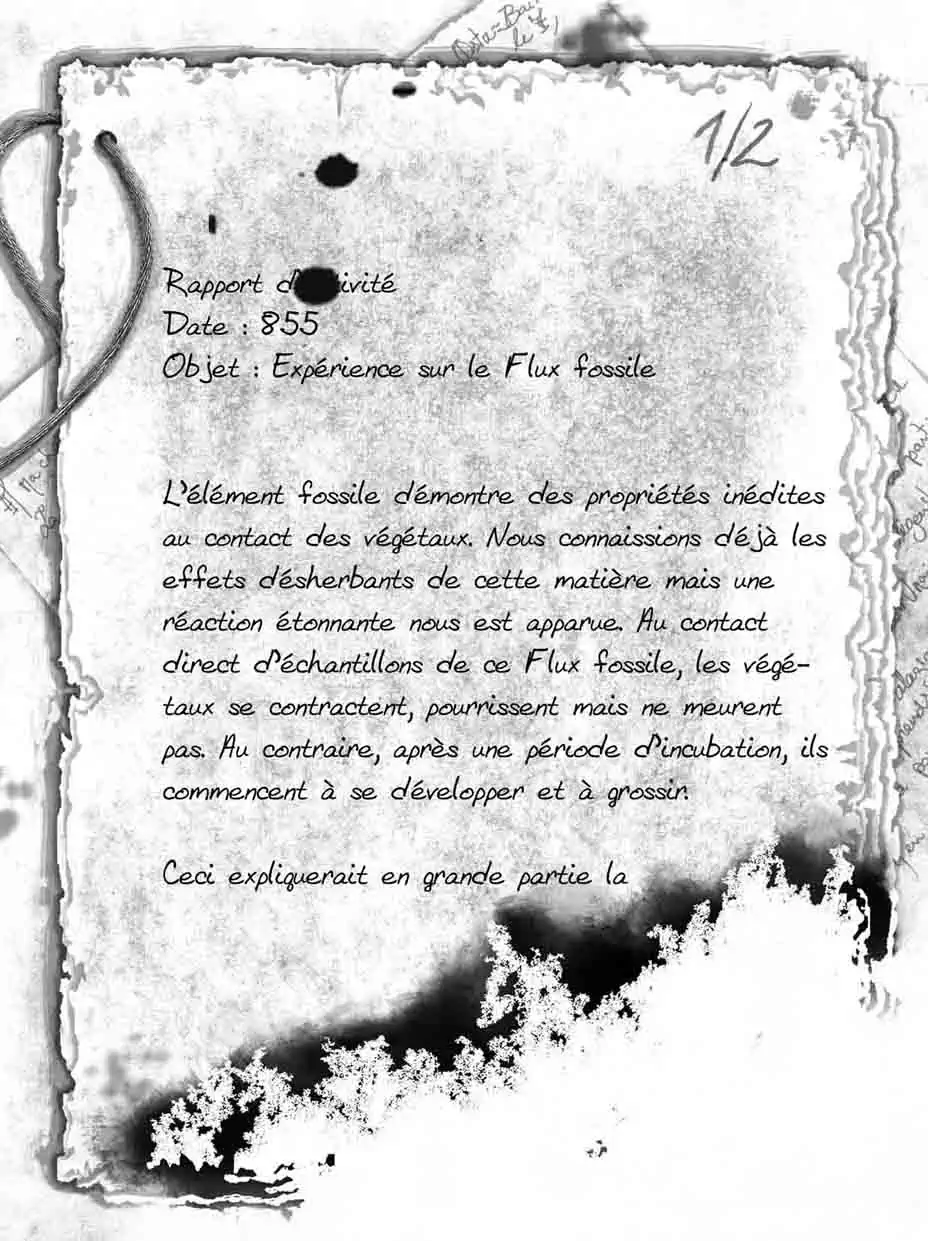 1/2
Rapport d' ivité
Date : 855
Objet : Expérience sur le Flux fossile
L'élément fossile démontre des propriétés inédites
au contact des végétaux. Nous connaissions déjà les
effets désherbants de cette matière mais une
réaction étonnante nous est apparue. Au contact
direct d'échantillons de ce Flux fossile, les végé-
taux se contractent, pourrissent mais ne meurent
pas. Au contraire, après une période d'incubation, ils
commencent à se développer et à grossir.
Ceci expliquerait en grande partie la